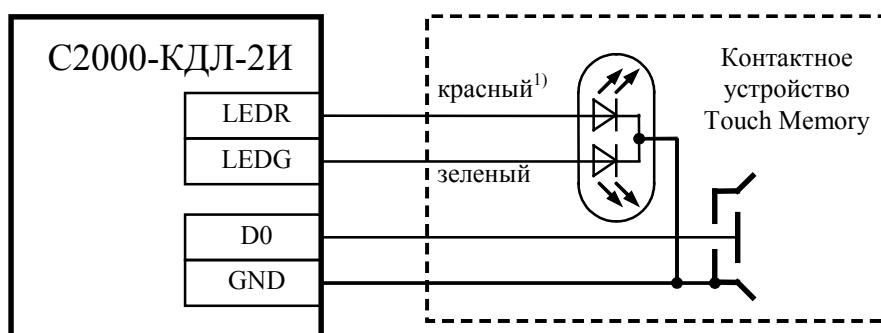 С2000-КДЛ-2И
Контактное
устройство
Touch Memory
красный¹⁾
LEDR
LEDG
зеленый
D0
GND